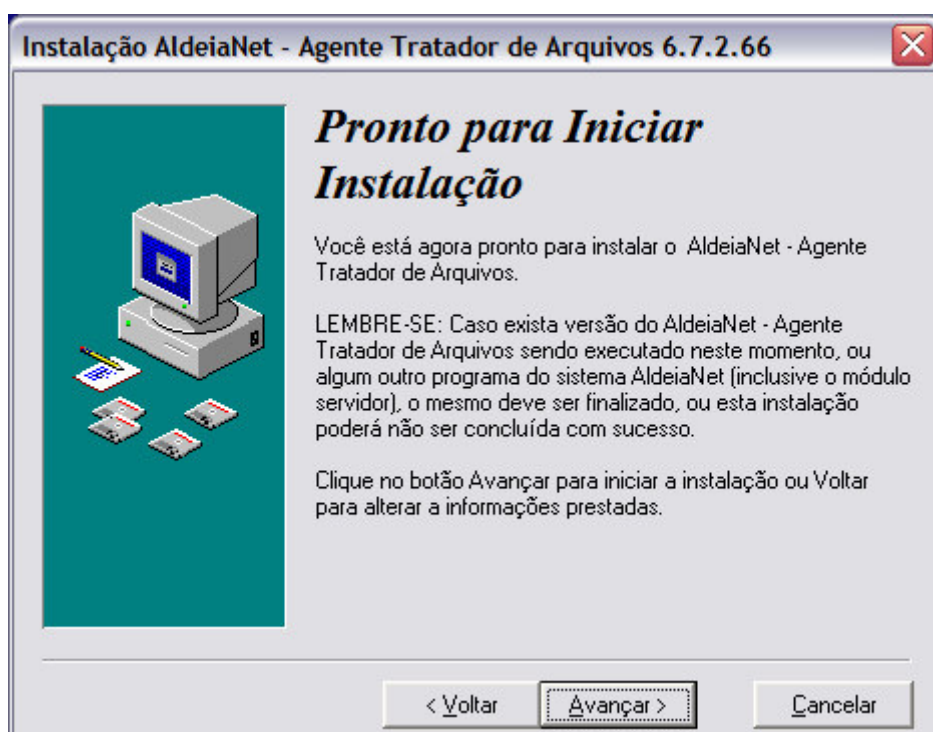 Instalação AldeiaNet - Agente Tratador de Arquivos 6.7.2.66
Pronto para Iniciar
Instalação
Você está agora pronto para instalar o AldeiaNet - Agente
Tratador de Arquivos.
LEMBRE-SE: Caso exista versão do AldeiaNet - Agente
Tratador de Arquivos sendo executado neste momento, ou
algum outro programa do sistema AldeiaNet (inclusive o módulo
servidor), o mesmo deve ser finalizado, ou esta instalação
poderá não ser concluída com sucesso.
Clique no botão Avançar para iniciar a instalação ou Voltar
para alterar a informações prestadas.
< Voltar Avançar > Cancelar